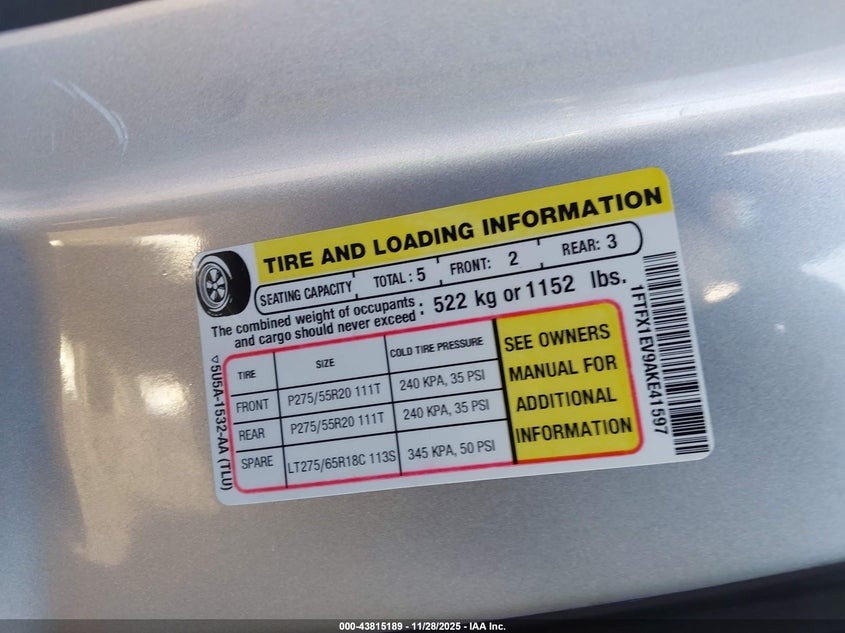 TIRE AND LOADING INFORMATION
SEATING CAPACITY TOTAL: 5 FRONT: 2 REAR: 3
The combined weight of occupants and cargo should never exceed: 522 kg or 1152 lbs.
TIRE SIZE COLD TIRE PRESSURE
FRONT P275/55R20 111T 240 KPA, 35 PSI
REAR P275/55R20 111T 240 KPA, 35 PSI
SPARE LT275/65R18C 113S 345 KPA, 50 PSI
SEE OWNERS
MANUAL FOR
ADDITIONAL
INFORMATION
5U5A-1532-AA (TLU)
1FTFX1EV9AKE41597
000-43815189 - 11/28/2025 - IAA Inc.